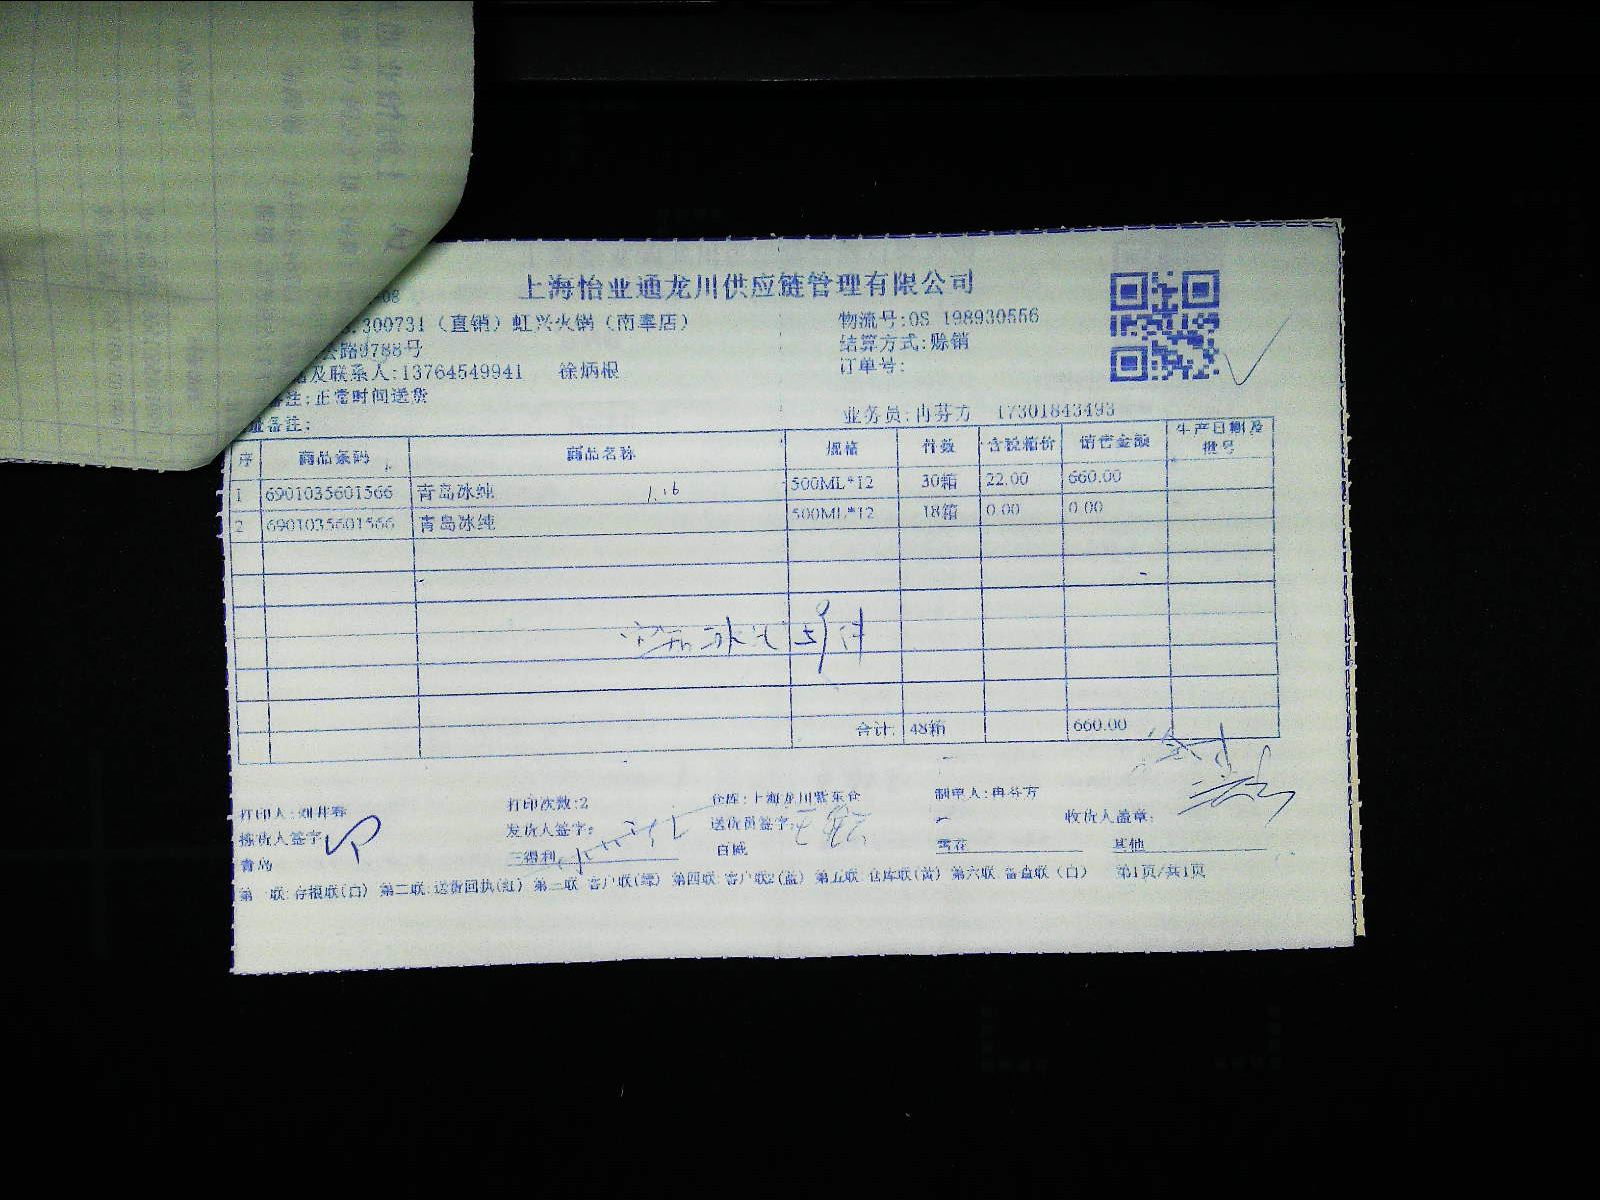 上海怡业通龙川供应链管理有限公司
08
300731（直销）虹兴火锅（南奉店）
物流号:OS 198930556
公路9788号
结算方式:赊销
及联系人:13764549941 徐炳根
订单号:
备注:正常时间送货
业务员:冉芬方 17301843493
址备注:
序 商品条码 商品名称 规格 件数 含税箱价 销售金额 生产日期及批号
1 6901035601566 青岛冰纯 1.16 500ML*12 30箱 22.00 660.00
2 6901035601566 青岛冰纯 500ML*12 18箱 0.00 0.00
合计: 48箱 660.00
打印人:刘井春 打印次数:2 仓库:上海龙川紫东仓 制单人:冉芬方
拣货人签字: 发货人签字: 送货员签字: 收货人盖章:
青岛 三得利 百威 雪花 其他
第一联:存根联(白) 第二联:送货回执(红) 第三联:客户联(绿) 第四联:客户联2(蓝) 第五联:仓库联(黄) 第六联:备查联（白） 第1页/共1页